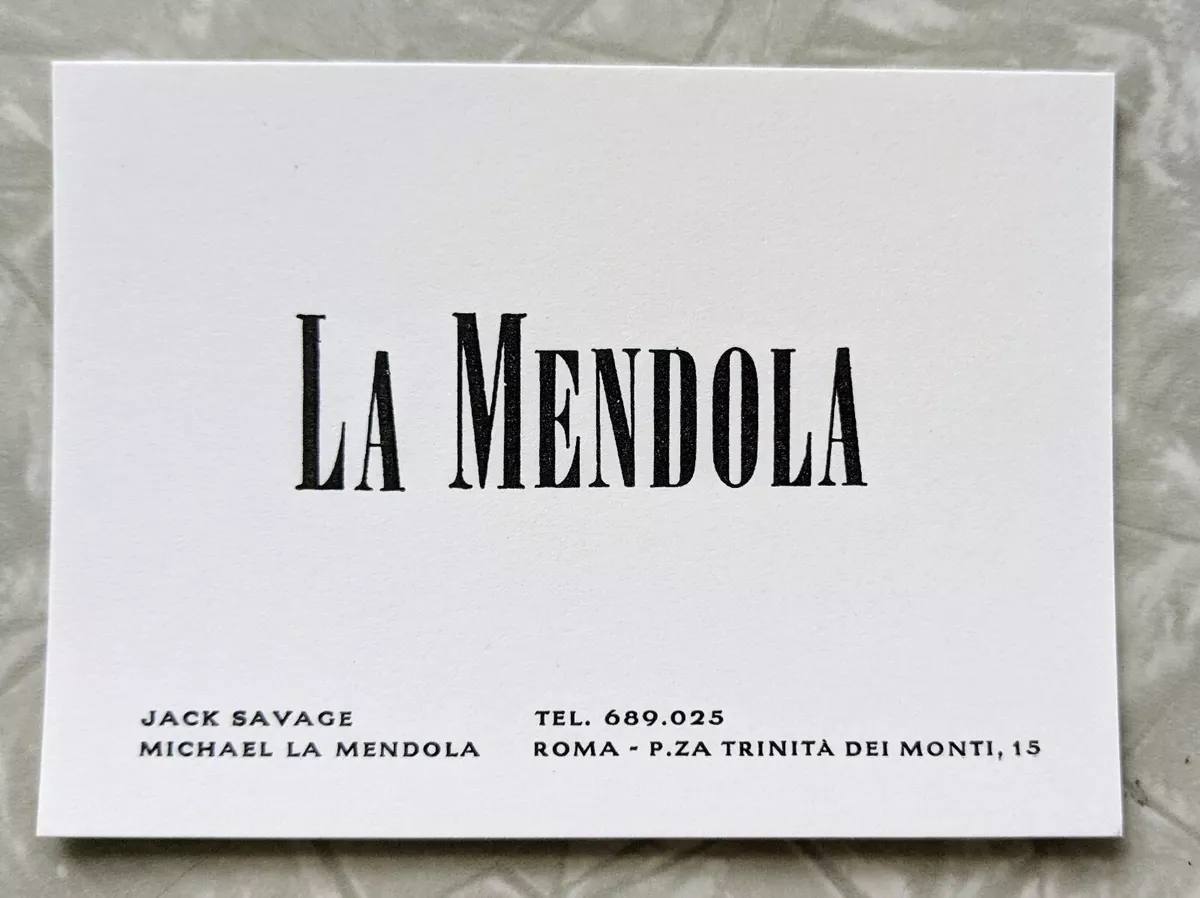 LA MENDOLA
JACK SAVAGE
MICHAEL LA MENDOLA
TEL. 689.025
ROMA - P.ZA TRINITÀ DEI MONTI, 15